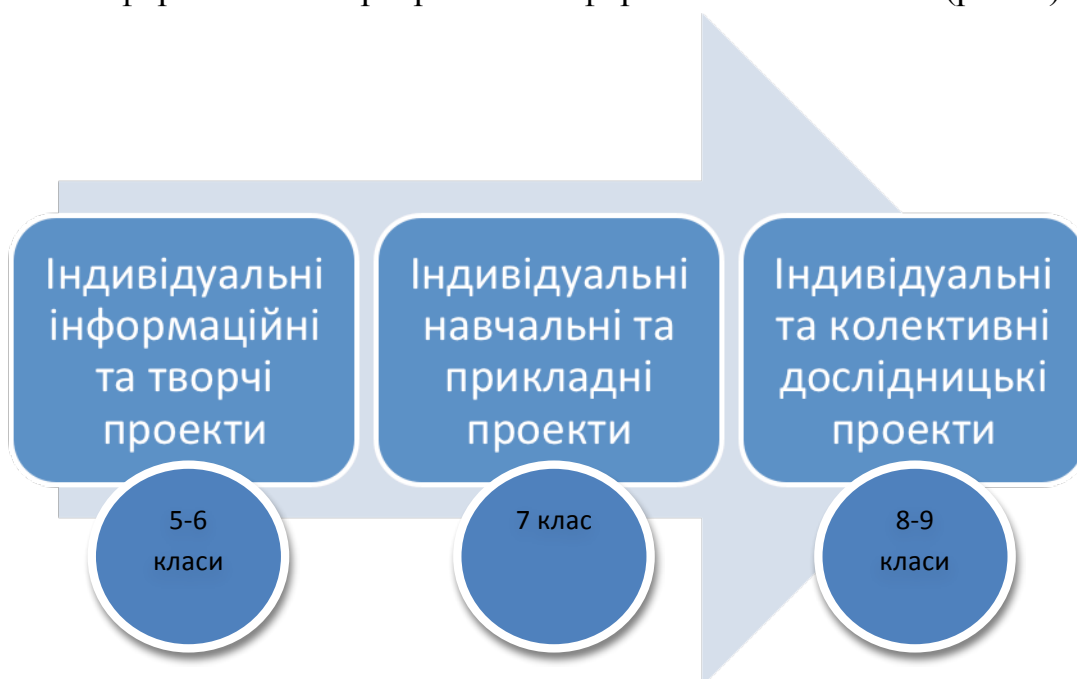 Індивідуальні
інформаційні
та творчі
проекти
Індивідуальні
навчальні та
прикладні
проекти
Індивідуальні
та колективні
дослідницькі
проекти
5-6
класи
7 клас
8-9
класи